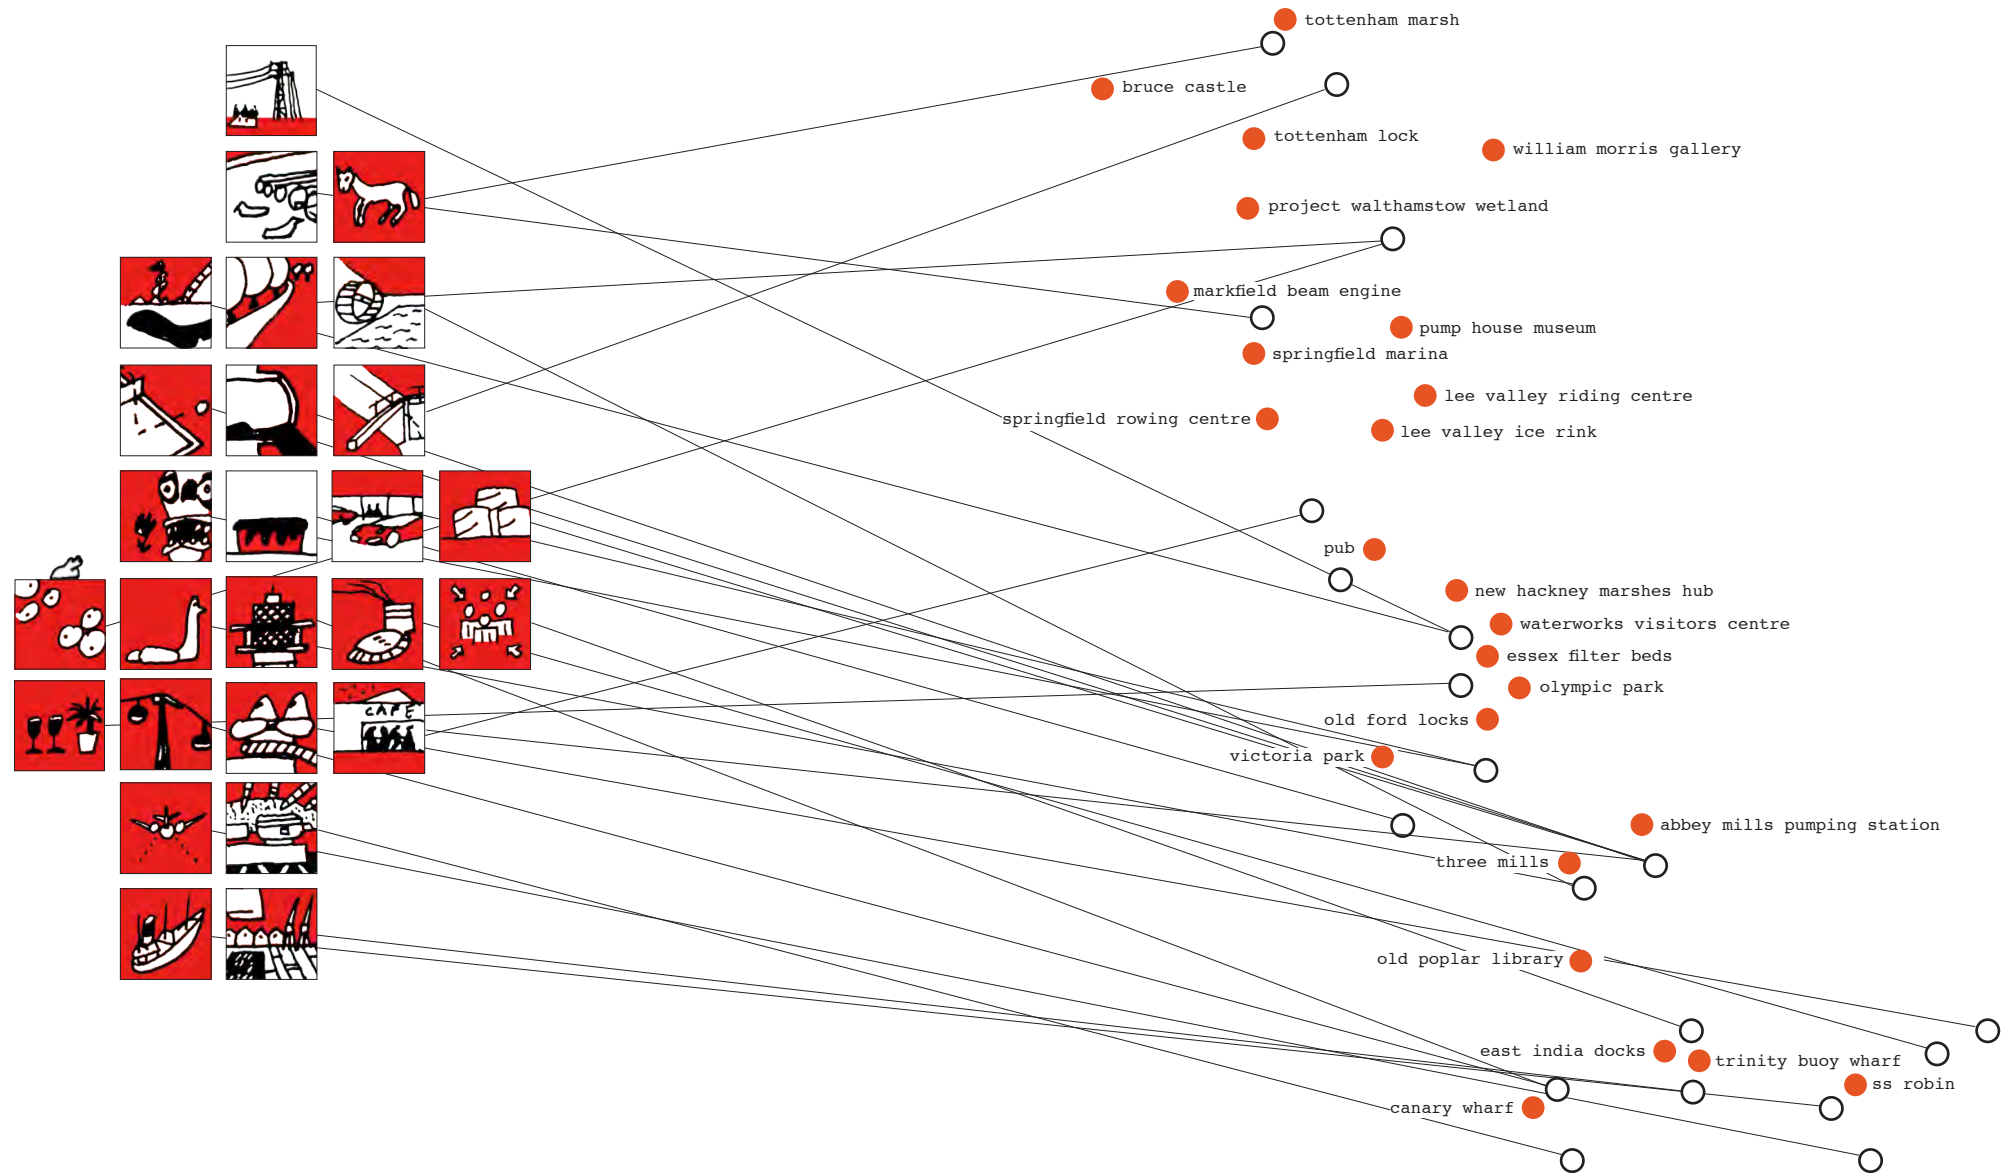 tottenham marsh
bruce castle
tottenham lock
william morris gallery
project walthamstow wetland
markfield beam engine
pump house museum
springfield marina
lee valley riding centre
springfield rowing centre
lee valley ice rink
pub
new hackney marshes hub
waterworks visitors centre
essex filter beds
olympic park
CAFE
old ford locks
victoria park
abbey mills pumping station
three mills
old poplar library
east india docks
trinity buoy wharf
ss robin
canary wharf